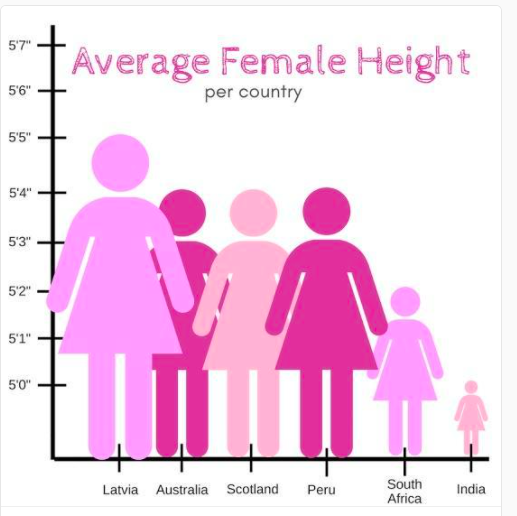 Average Female Height
per country
5'7"
5'6"
5'5"
5'4"
5'3"
5'2"
5'1"
5'0"
Latvia
Australia
Scotland
Peru
South
Africa
India